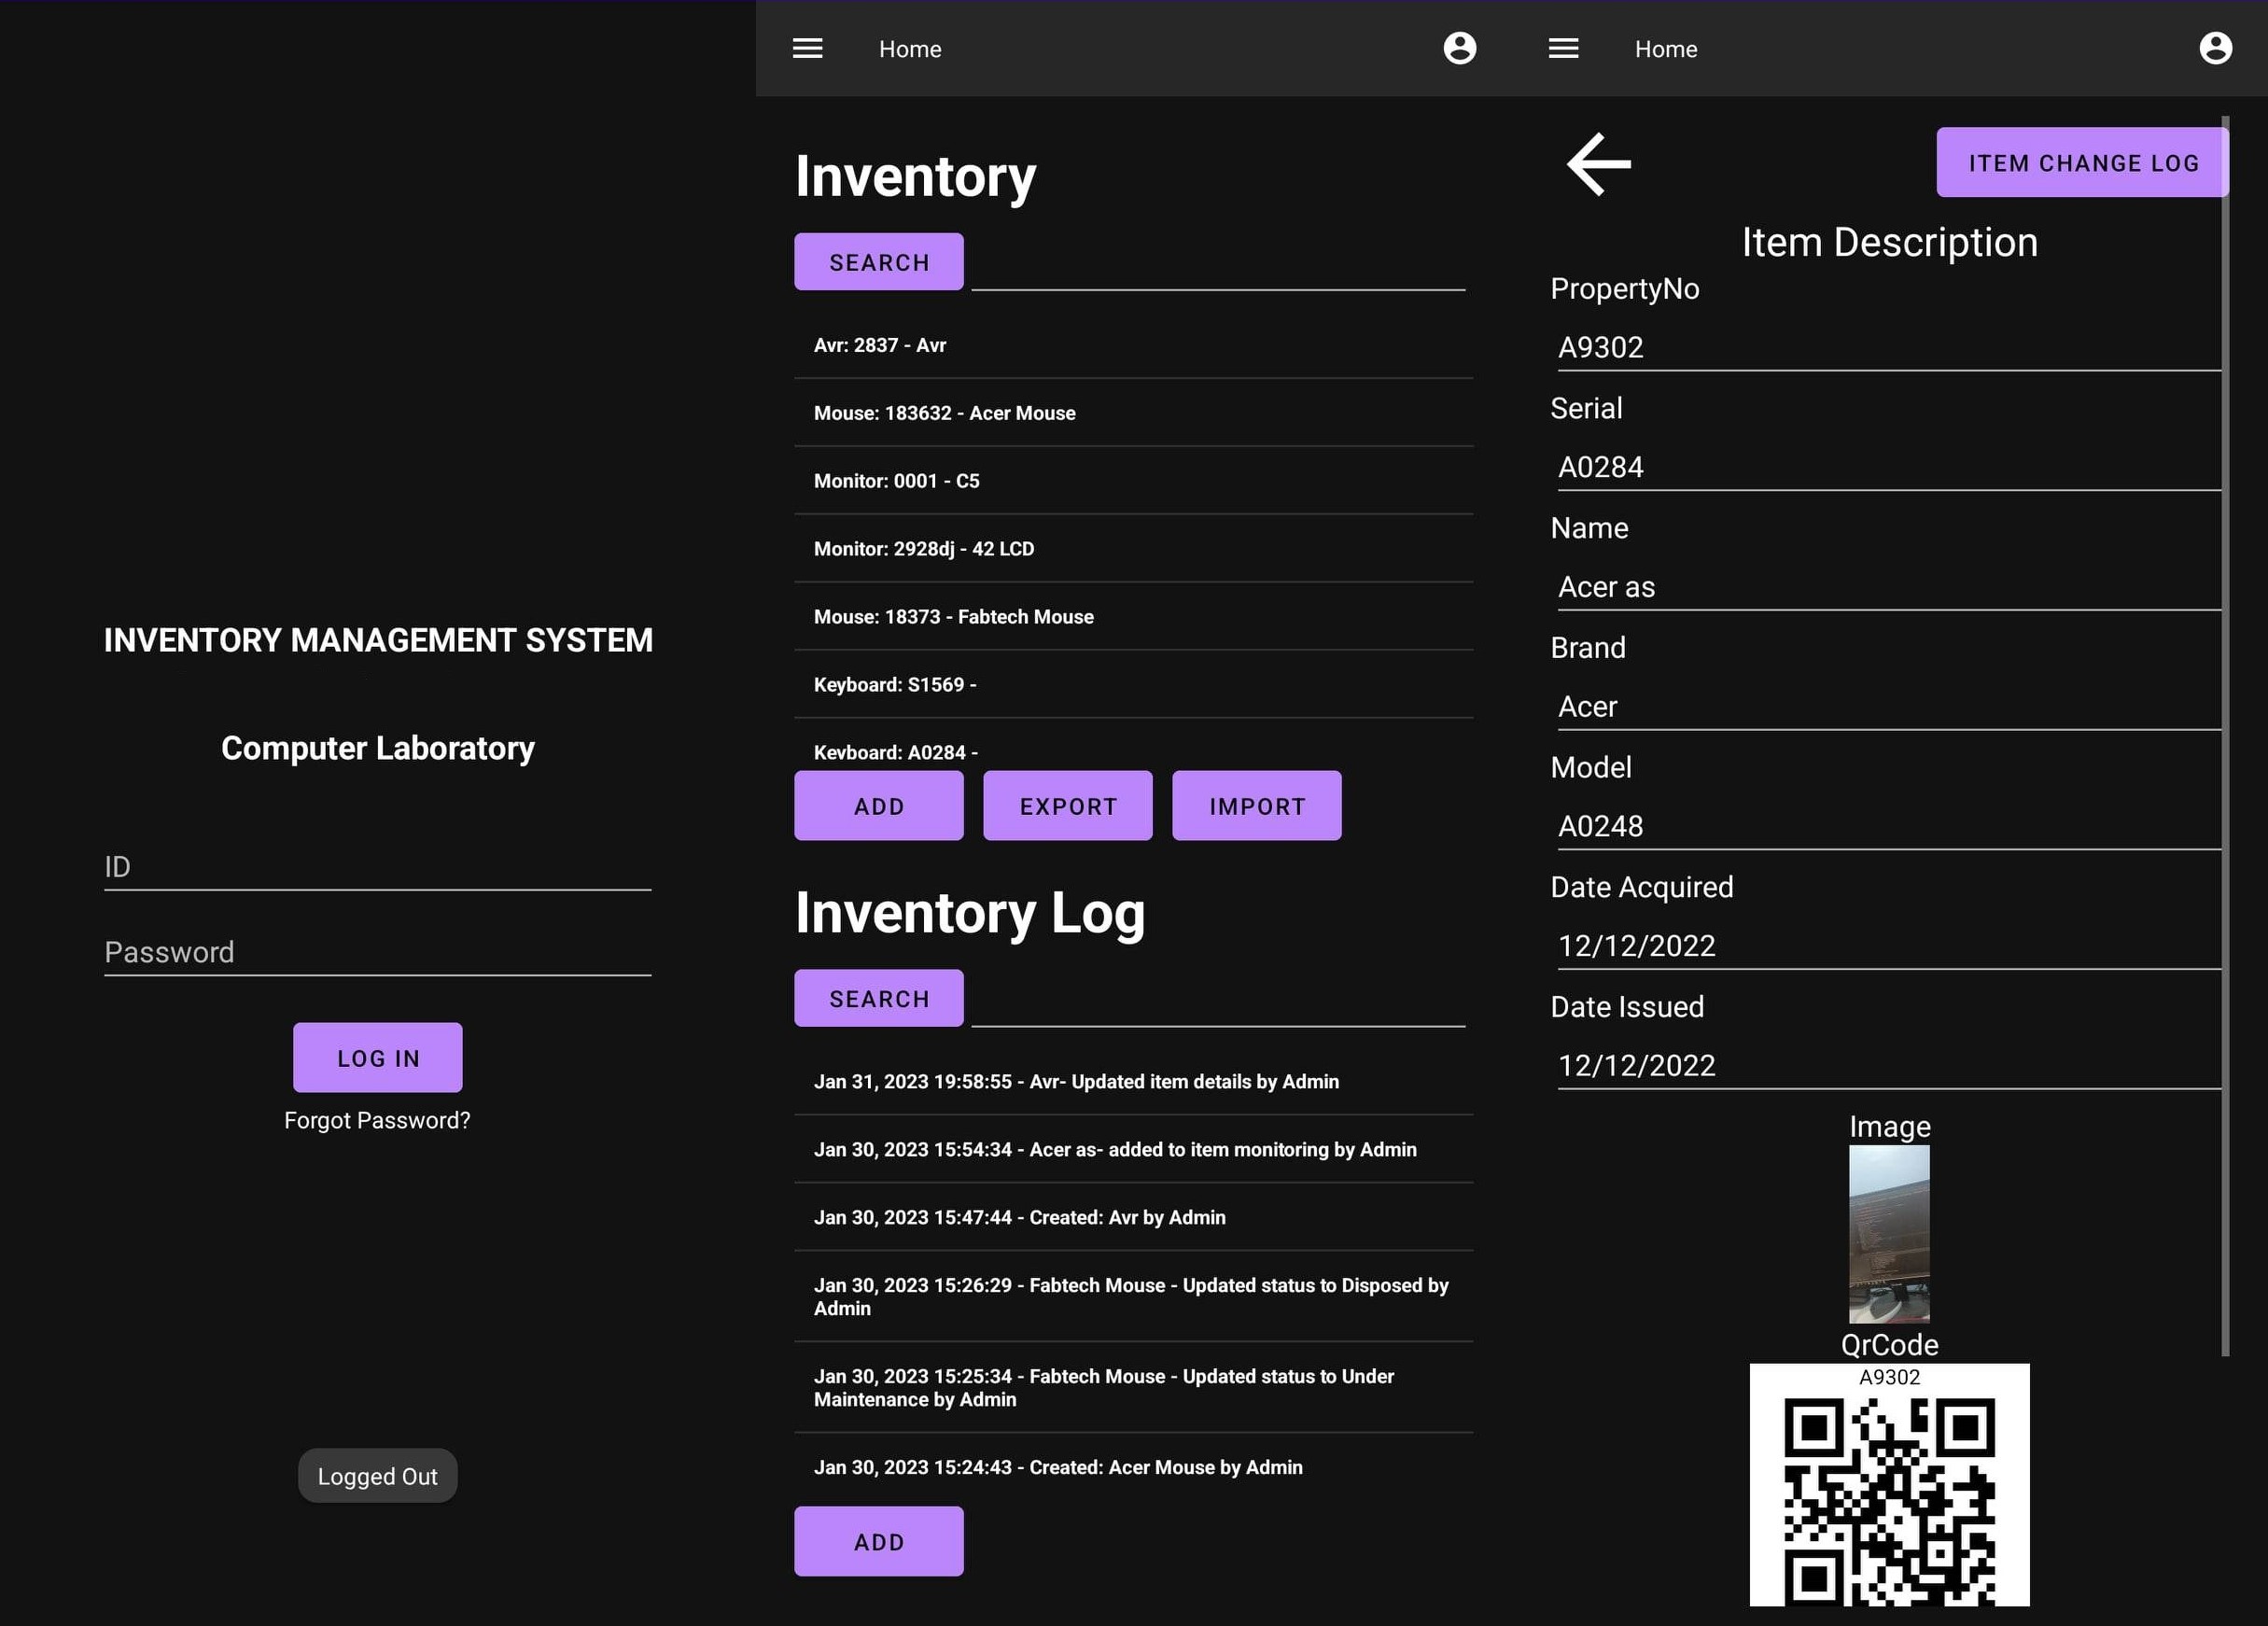 INVENTORY MANAGEMENT SYSTEM
Computer Laboratory
ID
Password
LOG IN
Forgot Password?
Logged Out
Home
Inventory
SEARCH
Avr: 2837 - Avr
Mouse: 183632 - Acer Mouse
Monitor: 0001 - C5
Monitor: 2928dj - 42 LCD
Mouse: 18373 - Fabtech Mouse
Keyboard: S1569 -
Keyboard: A0284 -
ADD
EXPORT
IMPORT
Inventory Log
SEARCH
Jan 31, 2023 19:58:55 - Avr- Updated item details by Admin
Jan 30, 2023 15:54:34 - Acer as- added to item monitoring by Admin
Jan 30, 2023 15:47:44 - Created: Avr by Admin
Jan 30, 2023 15:26:29 - Fabtech Mouse - Updated status to Disposed by
Admin
Jan 30, 2023 15:25:34 - Fabtech Mouse - Updated status to Under
Maintenance by Admin
Jan 30, 2023 15:24:43 - Created: Acer Mouse by Admin
ADD
Home
ITEM CHANGE LOG
Item Description
PropertyNo
A9302
Serial
A0284
Name
Acer as
Brand
Acer
Model
A0248
Date Acquired
12/12/2022
Date Issued
12/12/2022
Image
QrCode
A9302